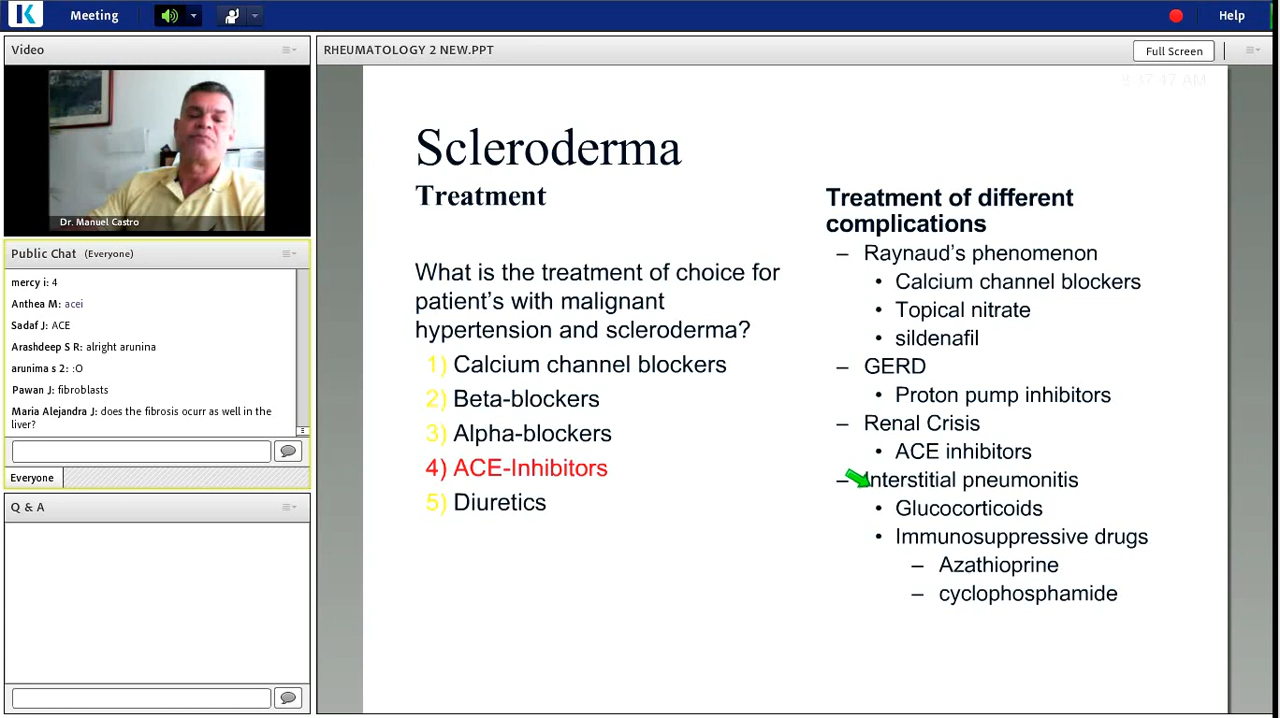 Meeting
Help
Video
Dr. Manuel Castro
Public Chat (Everyone)
mercy i: 4
Anthea M: acei
Sadaf J: ACE
Arashdeep S R: alright arunina
arunima s 2: :O
Pawan J: fibroblasts
Maria Alejandra J: does the fibrosis ocurr as well in the
liver?
Everyone
Q & A
RHEUMATOLOGY 2 NEW.PPT
Full Screen
Scleroderma
Treatment
What is the treatment of choice for
patient's with malignant
hypertension and scleroderma?
1) Calcium channel blockers
2) Beta-blockers
3) Alpha-blockers
4) ACE-Inhibitors
5) Diuretics
Treatment of different
complications
– Raynaud's phenomenon
• Calcium channel blockers
• Topical nitrate
• sildenafil
– GERD
• Proton pump inhibitors
– Renal Crisis
• ACE inhibitors
– Interstitial pneumonitis
• Glucocorticoids
• Immunosuppressive drugs
– Azathioprine
– cyclophosphamide